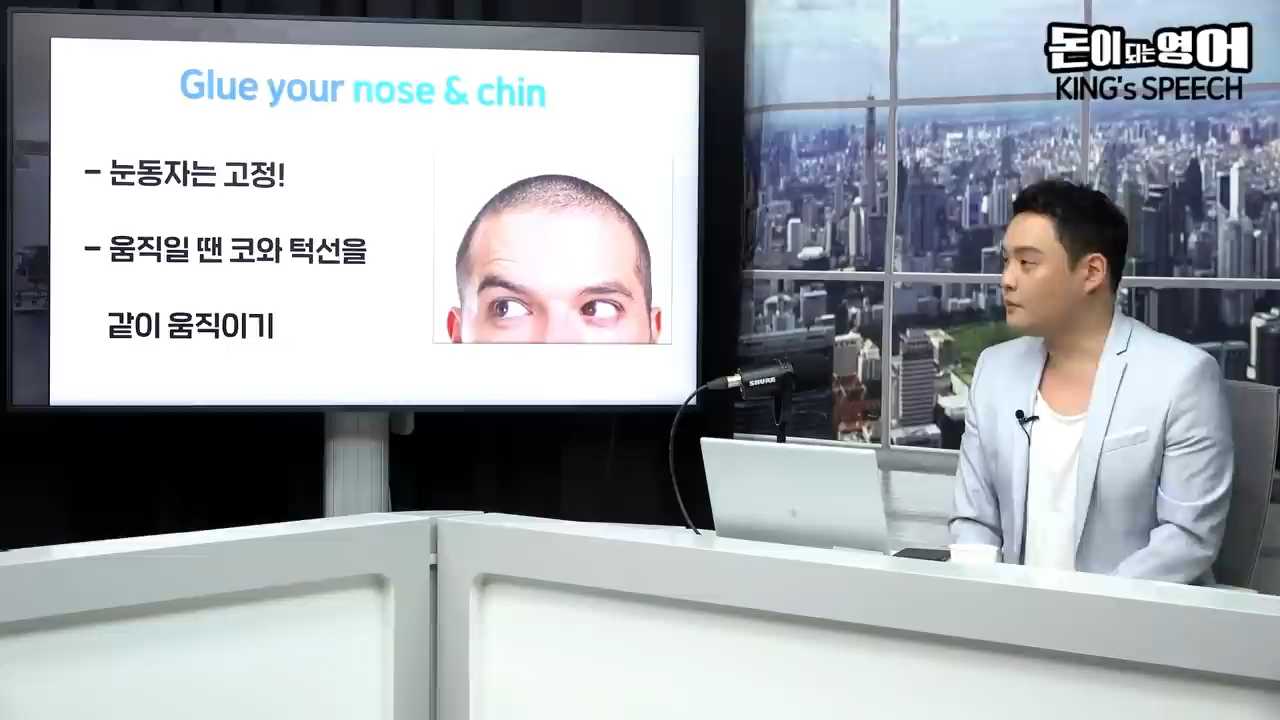 Glue your nose & chin
- 눈동자는 고정!
- 움직일 땐 코와 턱선을
같이 움직이기
돈이 되는 영어
KING's SPEECH
SHURE